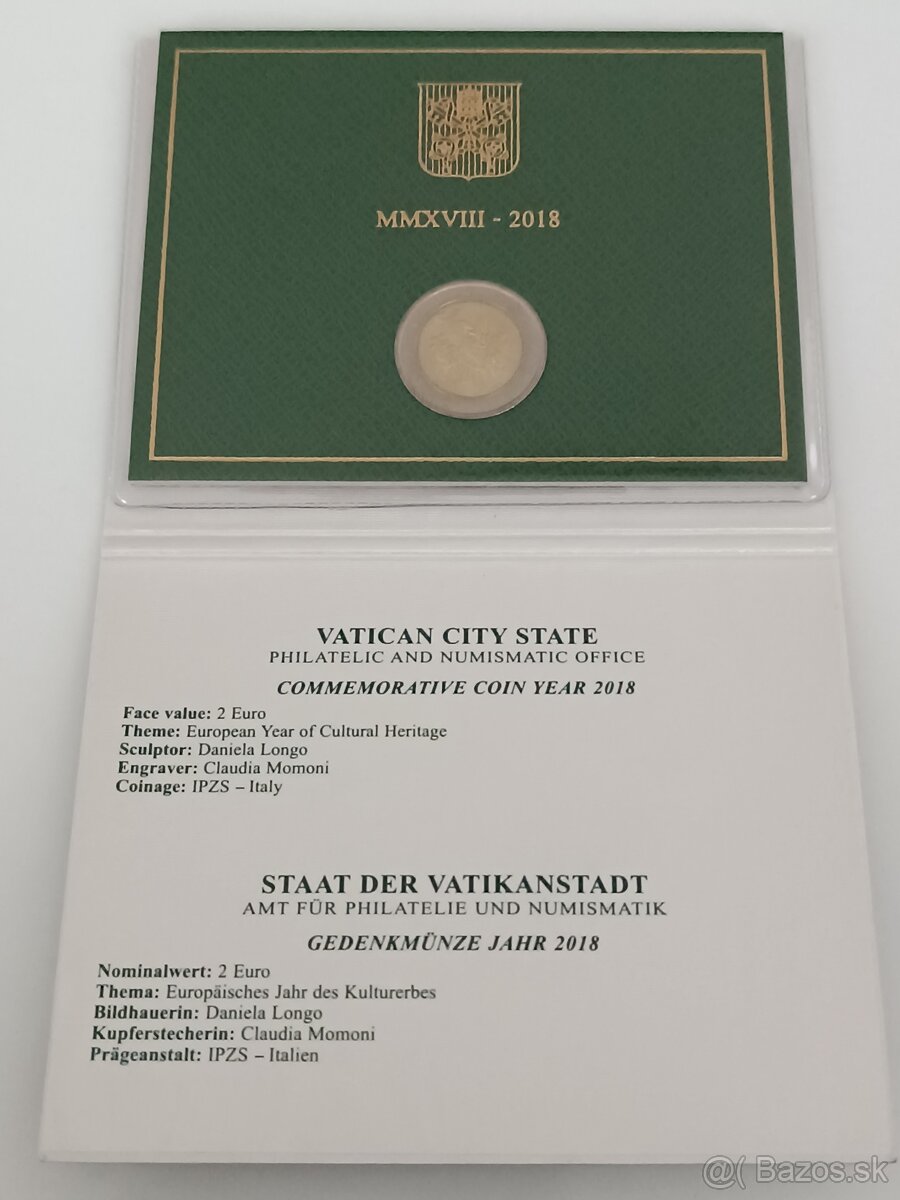 MMXVIII - 2018
VATICAN CITY STATE
PHILATELIC AND NUMISMATIC OFFICE
COMMEMORATIVE COIN YEAR 2018
Face value: 2 Euro
Theme: European Year of Cultural Heritage
Sculptor: Daniela Longo
Engraver: Claudia Momoni
Coinage: IPZS – Italy
STAAT DER VATIKANSTADT
AMT FÜR PHILATELIE UND NUMISMATIK
GEDENKMÜNZE JAHR 2018
Nominalwert: 2 Euro
Thema: Europäisches Jahr des Kulturerbes
Bildhauerin: Daniela Longo
Kupferstecherin: Claudia Momoni
Prägeanstalt: IPZS – Italien
@( Bazos.sk